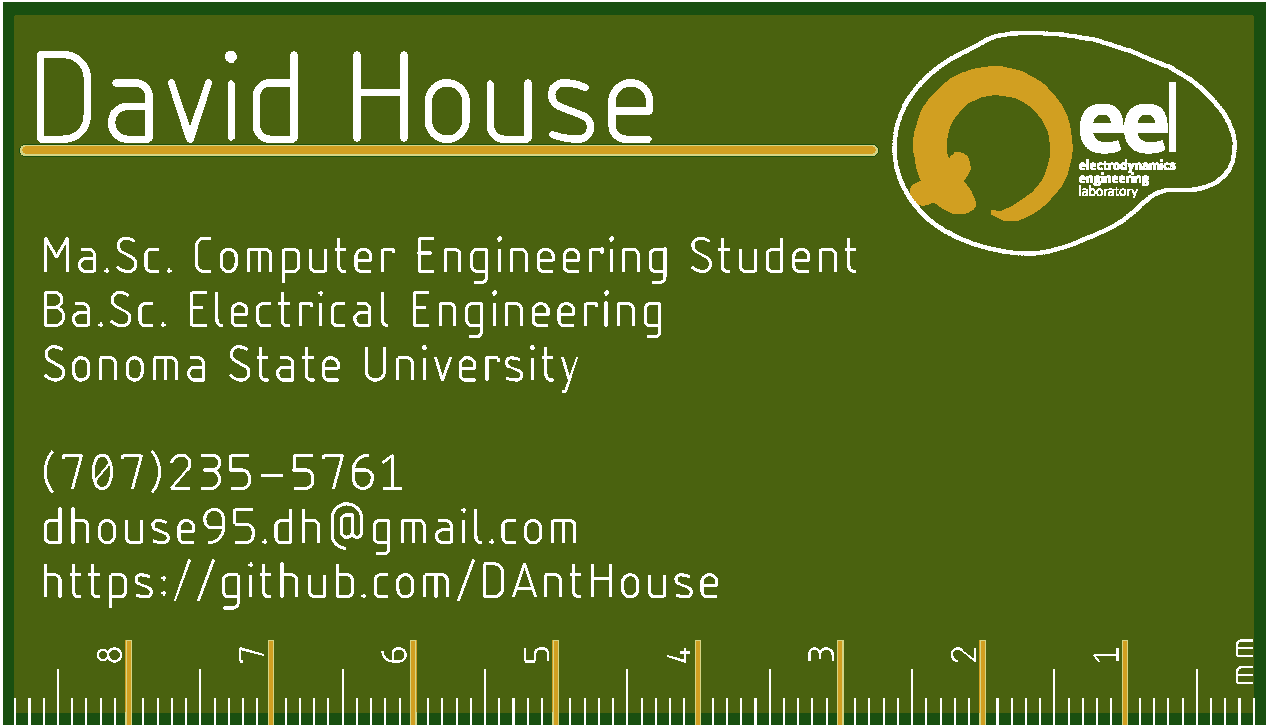 David House
eel
electrodynamics
engineering
laboratory
Ma.Sc. Computer Engineering Student
Ba.Sc. Electrical Engineering
Sonoma State University
(707)235-5761
dhouse95.dh@gmail.com
https://github.com/DAntHouse
8 7 6 5 4 3 2 1 mm